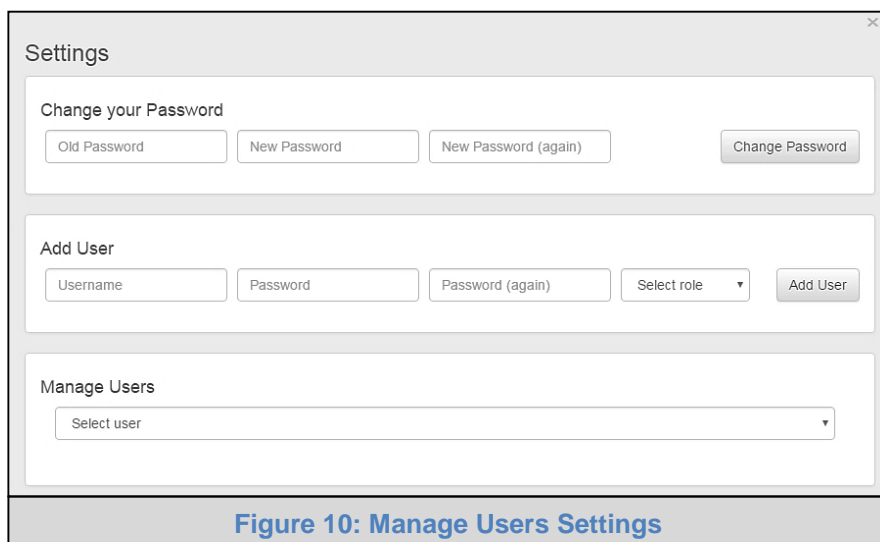 ×
Settings
Change your Password
Old Password New Password New Password (again) Change Password
Add User
Username Password Password (again) Select role Add User
Manage Users
Select user
Figure 10: Manage Users Settings